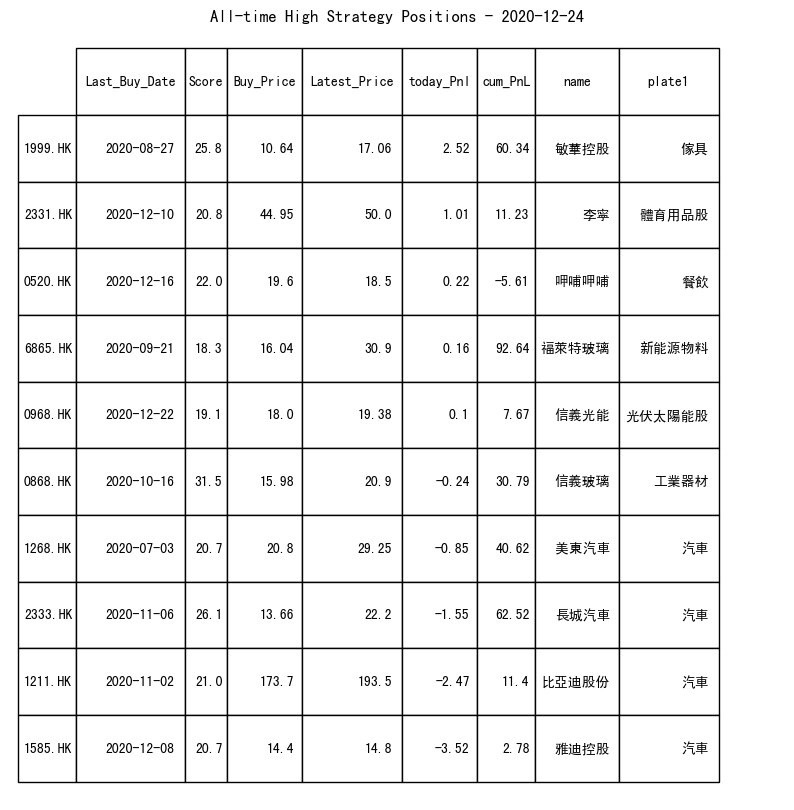 All-time High Strategy Positions - 2020-12-24
Last_Buy_Date Score Buy_Price Latest_Price today_Pnl cum_PnL name plate1
1999.HK 2020-08-27 25.8 10.64 17.06 2.52 60.34 敏華控股 傢具
2331.HK 2020-12-10 20.8 44.95 50.0 1.01 11.23 李寧 體育用品股
0520.HK 2020-12-16 22.0 19.6 18.5 0.22 -5.61 呷哺呷哺 餐飲
6865.HK 2020-09-21 18.3 16.04 30.9 0.16 92.64 福萊特玻璃 新能源物料
0968.HK 2020-12-22 19.1 18.0 19.38 0.1 7.67 信義光能 光伏太陽能股
0868.HK 2020-10-16 31.5 15.98 20.9 -0.24 30.79 信義玻璃 工業器材
1268.HK 2020-07-03 20.7 20.8 29.25 -0.85 40.62 美東汽車 汽車
2333.HK 2020-11-06 26.1 13.66 22.2 -1.55 62.52 長城汽車 汽車
1211.HK 2020-11-02 21.0 173.7 193.5 -2.47 11.4 比亞迪股份 汽車
1585.HK 2020-12-08 20.7 14.4 14.8 -3.52 2.78 雅迪控股 汽車